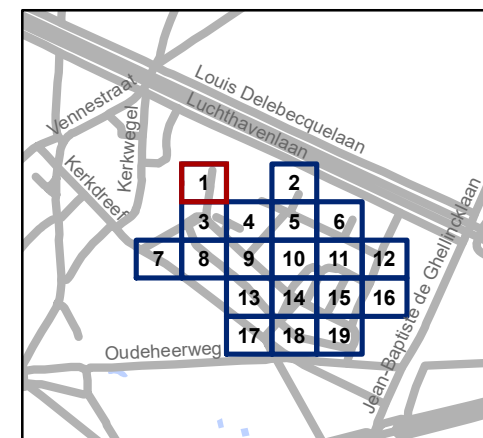 Louis Delebecquelaan
Luchthavenlaan
Vennestraat
Kerkwegel
Kerkdreef
Jean-Baptiste de Ghellincklaan
1 2
3 4 5 6
7 8 9 10 11 12
13 14 15 16
17 18 19
Oudeheerweg